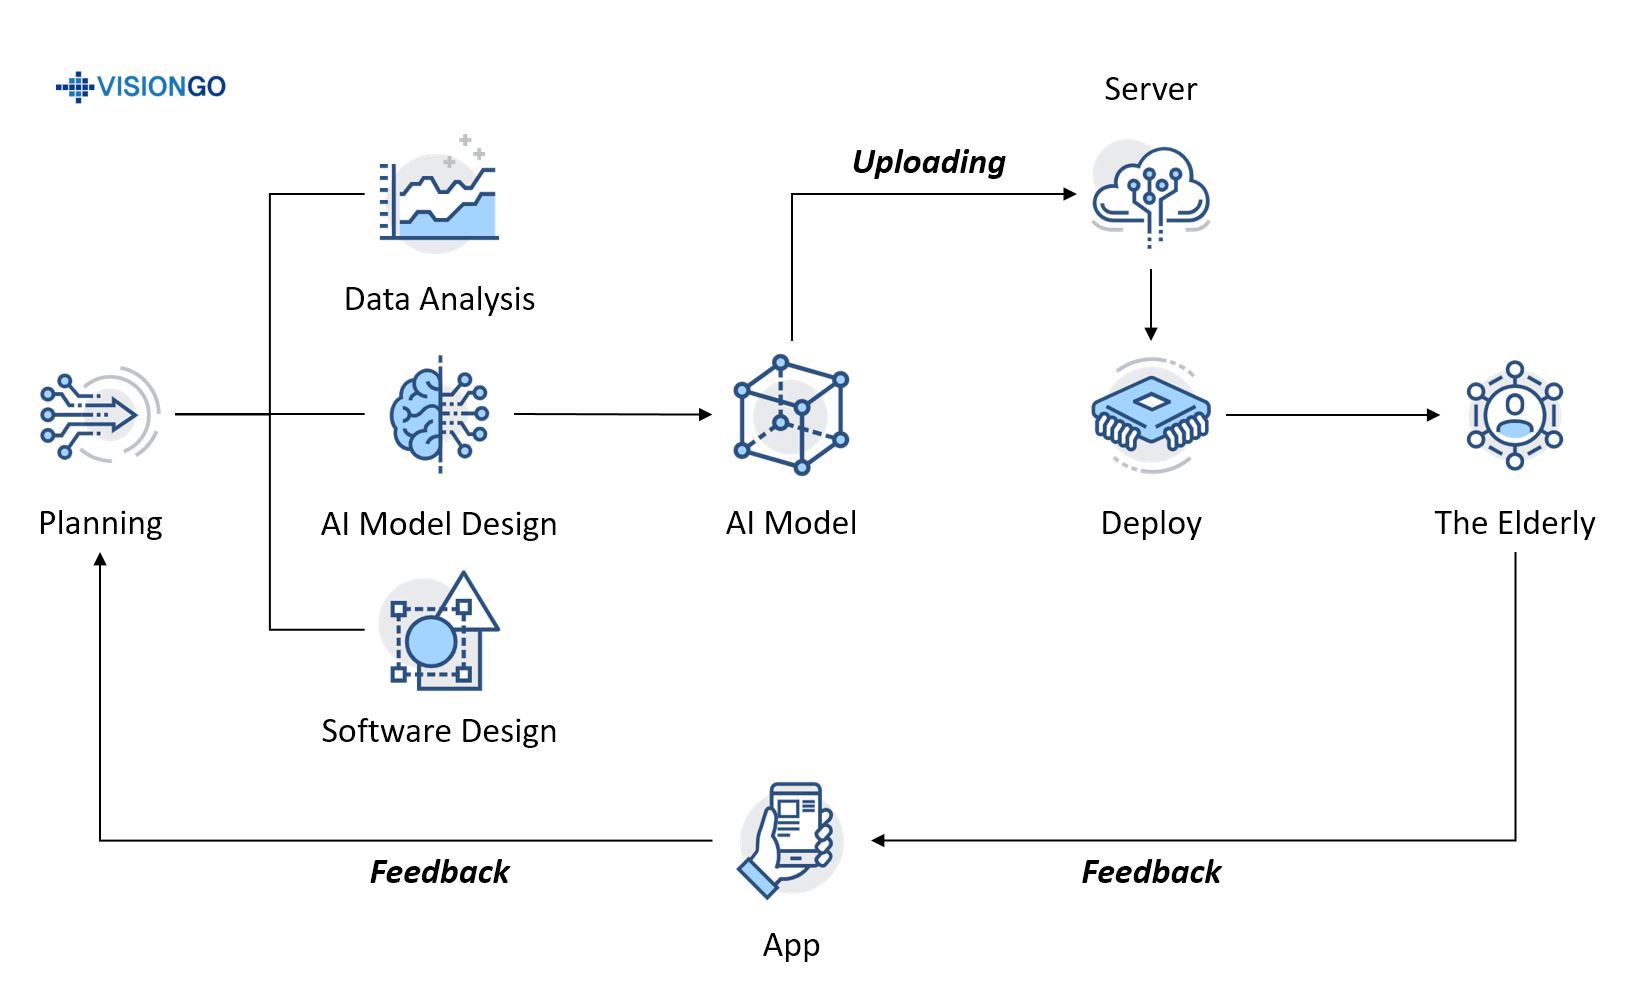 VISIONGO
Server
Uploading
Data Analysis
Planning
AI Model Design
AI Model
Deploy
The Elderly
Software Design
Feedback
Feedback
App